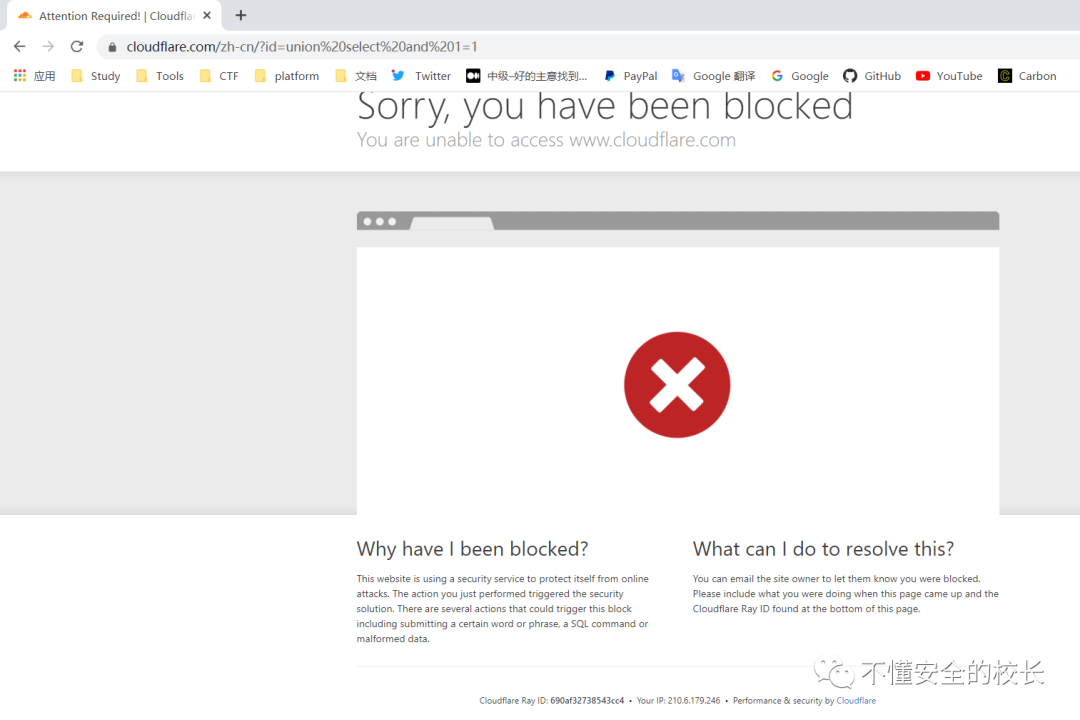 Attention Required! | Cloudfla
cloudflare.com/zh-cn/?id=union%20select%20and%201=1
应用 Study Tools CTF platform 文档 Twitter 中级–好的主意找到... PayPal Google 翻译 Google GitHub YouTube Carbon
Sorry, you have been blocked
You are unable to access www.cloudflare.com
Why have I been blocked?
This website is using a security service to protect itself from online
attacks. The action you just performed triggered the security
solution. There are several actions that could trigger this block
including submitting a certain word or phrase, a SQL command or
malformed data.
What can I do to resolve this?
You can email the site owner to let them know you were blocked.
Please include what you were doing when this page came up and the
Cloudflare Ray ID found at the bottom of this page.
不懂安全的校长
Cloudflare Ray ID: 690af32738543cc4 • Your IP: 210.6.179.246 • Performance & security by Cloudflare